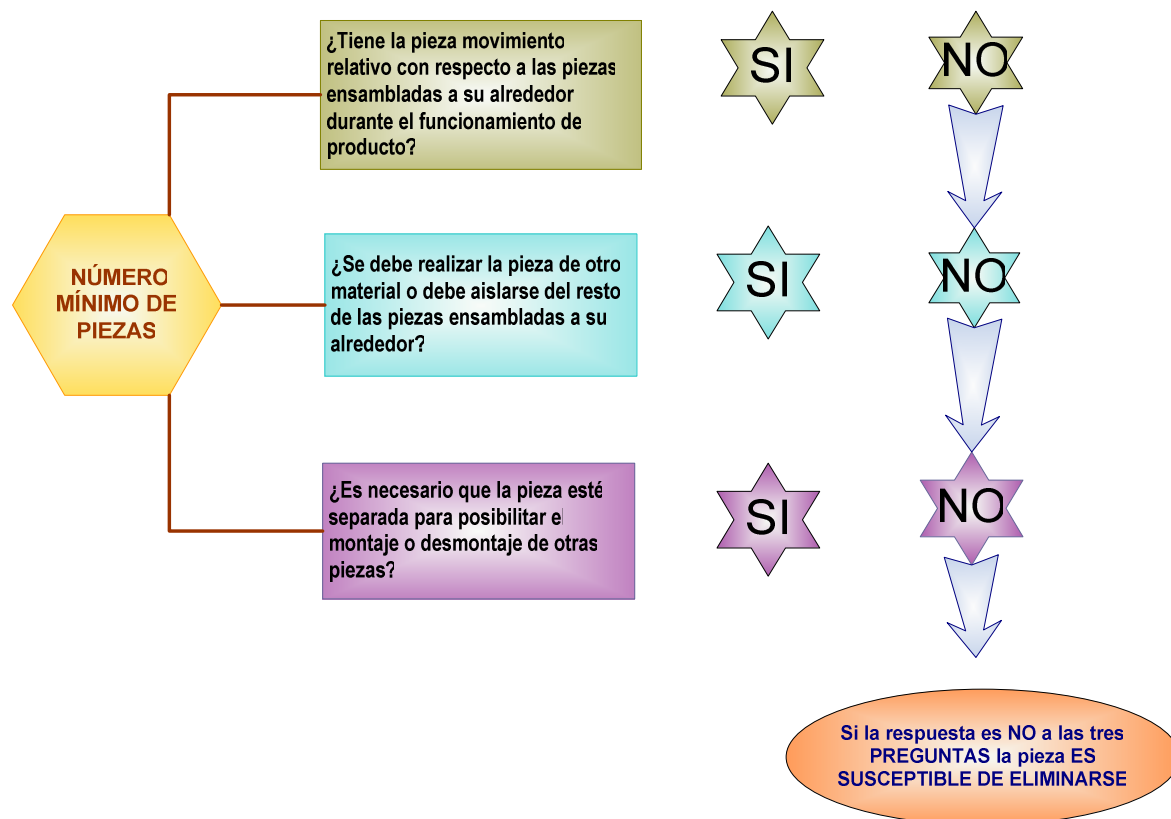 ¿Tiene la pieza movimiento
relativo con respecto a las piezas
ensambladas a su alrededor
durante el funcionamiento de
producto?
SI
NO
NÚMERO
MÍNIMO DE
PIEZAS
¿Se debe realizar la pieza de otro
material o debe aislarse del resto
de las piezas ensambladas a su
alrededor?
SI
NO
¿Es necesario que la pieza esté
separada para posibilitar el
montaje o desmontaje de otras
piezas?
SI
NO
Si la respuesta es NO a las tres
PREGUNTAS la pieza ES
SUSCEPTIBLE DE ELIMINARSE